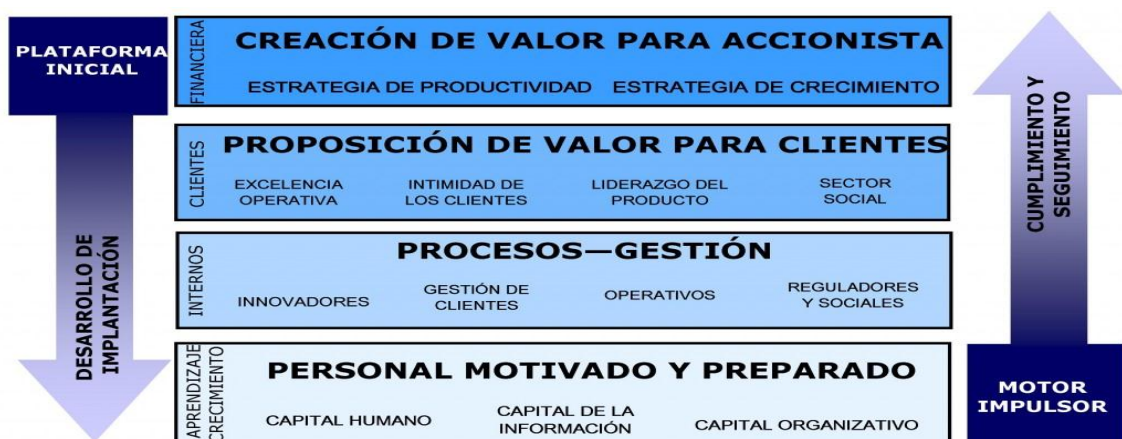 PLATAFORMA
INICIAL
DESARROLLO DE
IMPLANTACIÓN
FINANCIERA
CREACIÓN DE VALOR PARA ACCIONISTA
ESTRATEGIA DE PRODUCTIVIDAD ESTRATEGIA DE CRECIMIENTO
CLIENTES
PROPOSICIÓN DE VALOR PARA CLIENTES
EXCELENCIA
OPERATIVA
INTIMIDAD DE
LOS CLIENTES
LIDERAZGO DEL
PRODUCTO
SECTOR
SOCIAL
INTERNOS
PROCESOS—GESTIÓN
INNOVADORES
GESTIÓN DE
CLIENTES
OPERATIVOS
REGULADORES
Y SOCIALES
APRENDIZAJE
CRECIMIENTO
PERSONAL MOTIVADO Y PREPARADO
CAPITAL HUMANO
CAPITAL DE LA
INFORMACIÓN
CAPITAL ORGANIZATIVO
CUMPLIMIENTO Y
SEGUIMIENTO
MOTOR
IMPULSOR